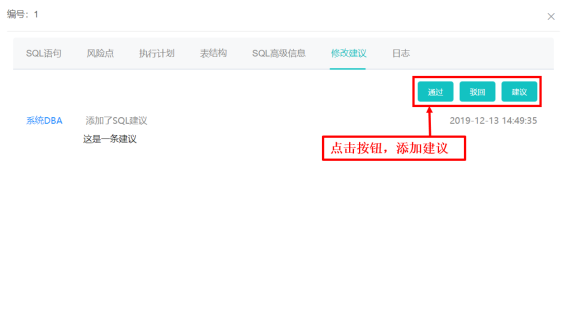 编号：1
SQL语句 风险点 执行计划 表结构 SQL高级信息 修改建议 日志
通过 驳回 建议
系统DBA 添加了SQL建议 2019-12-13 14:49:35
这是一条建议
点击按钮，添加建议